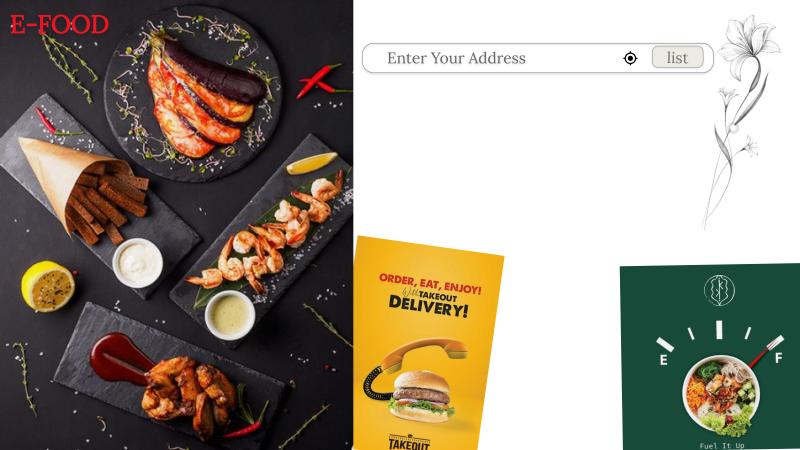 E-FOOD
Enter Your Address
list
ORDER, EAT, ENJOY!
With TAKEOUT
DELIVERY!
TAKEOUT
E
F
Fuel It Up